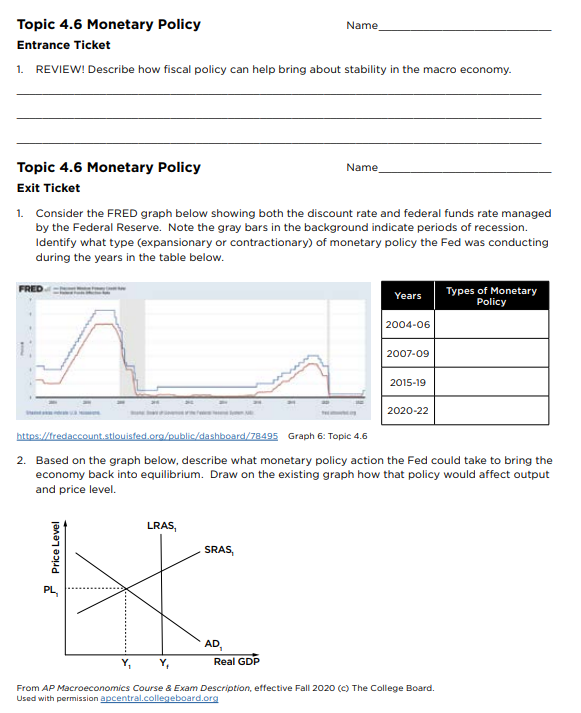 Topic 4.6 Monetary Policy
Name
Entrance Ticket
1. REVIEW! Describe how fiscal policy can help bring about stability in the macro economy.
Topic 4.6 Monetary Policy
Name
Exit Ticket
1. Consider the FRED graph below showing both the discount rate and federal funds rate managed
by the Federal Reserve. Note the gray bars in the background indicate periods of recession.
Identify what type (expansionary or contractionary) of monetary policy the Fed was conducting
during the years in the table below.
FRED
Years
Types of Monetary
Policy
2004-06
2007-09
2015-19
2020-22
https://fredaccount.stlouisfed.org/public/dashboard/78495 Graph 6: Topic 4.6
2. Based on the graph below, describe what monetary policy action the Fed could take to bring the
economy back into equilibrium. Draw on the existing graph how that policy would affect output
and price level.
Price Level
LRAS₁
SRAS₁
PL₁
AD₁
Y₁
Yf
Real GDP
From AP Macroeconomics Course & Exam Description, effective Fall 2020 (c) The College Board.
Used with permission apcentral.collegeboard.org